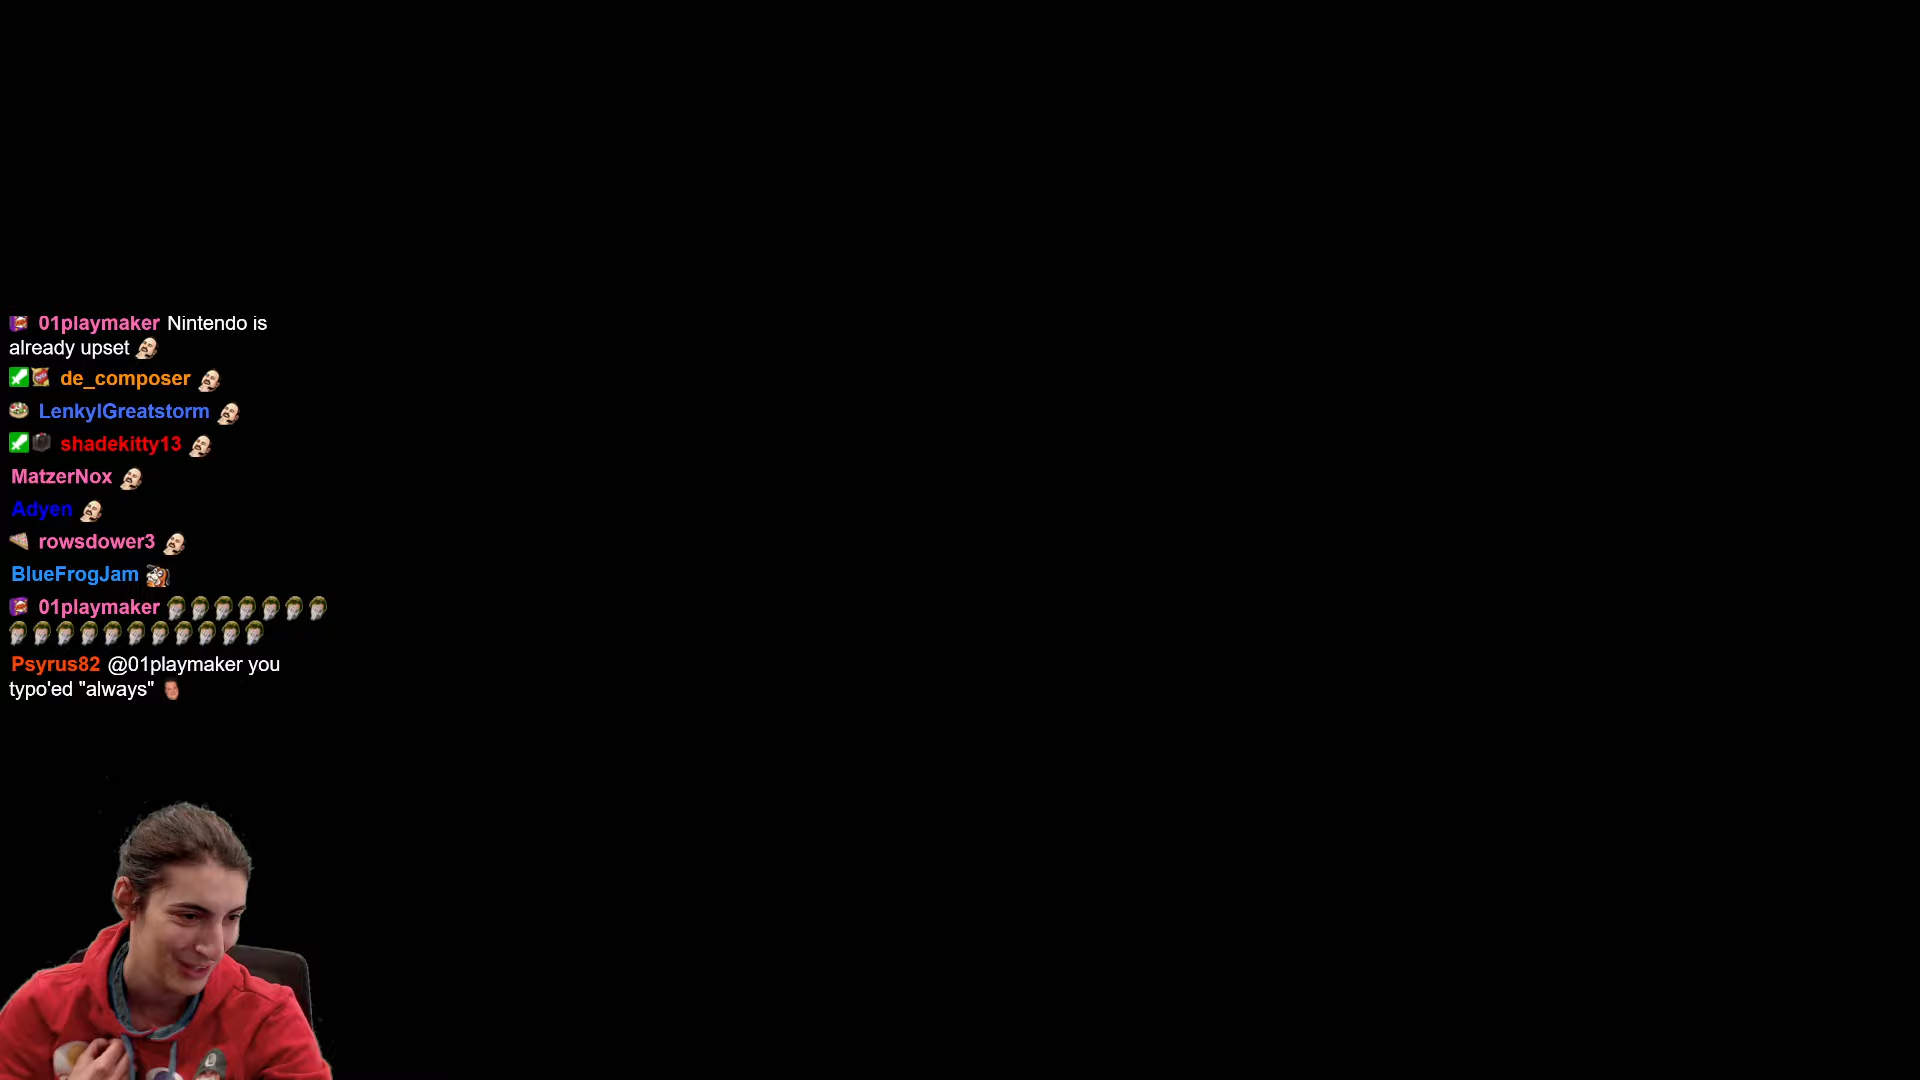 01playmaker Nintendo is
already upset
de_composer
LenkylGreatstorm
shadekitty13
MatzerNox
Adyen
rowsdower3
BlueFrogJam
01playmaker
Psyrus82 @01playmaker you
typo'ed "always"